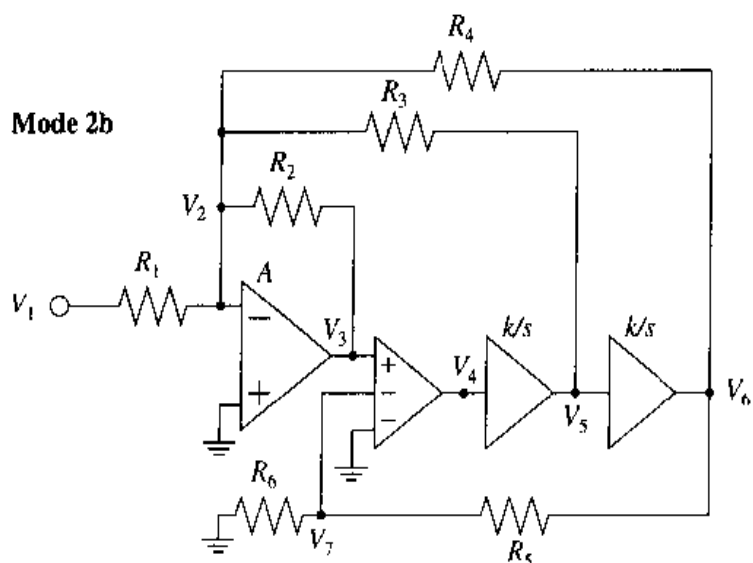 R4
Mode 2b
R3
R2
V2
R1
A
V1
−
V3
k/s
k/s
+
V4
−
+
−
V5
V6
R6
V7
R5